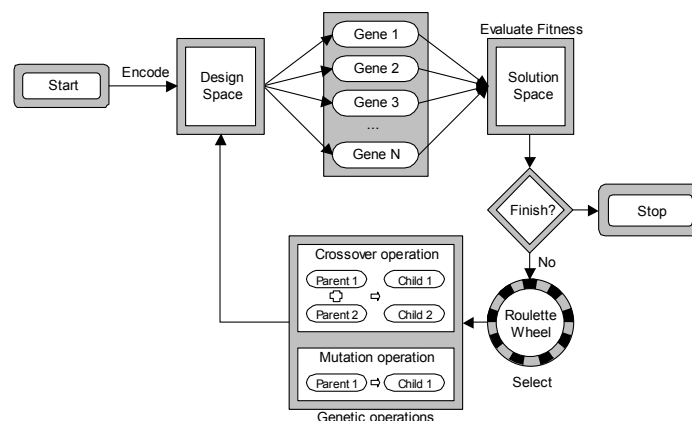 Start
Encode
Design
Space
Gene 1
Gene 2
Gene 3
...
Gene N
Evaluate Fitness
Solution
Space
Finish?
Stop
No
Roulette
Wheel
Select
Crossover operation
Parent 1
Child 1
Parent 2
Child 2
Mutation operation
Parent 1
Child 1
Genetic operations